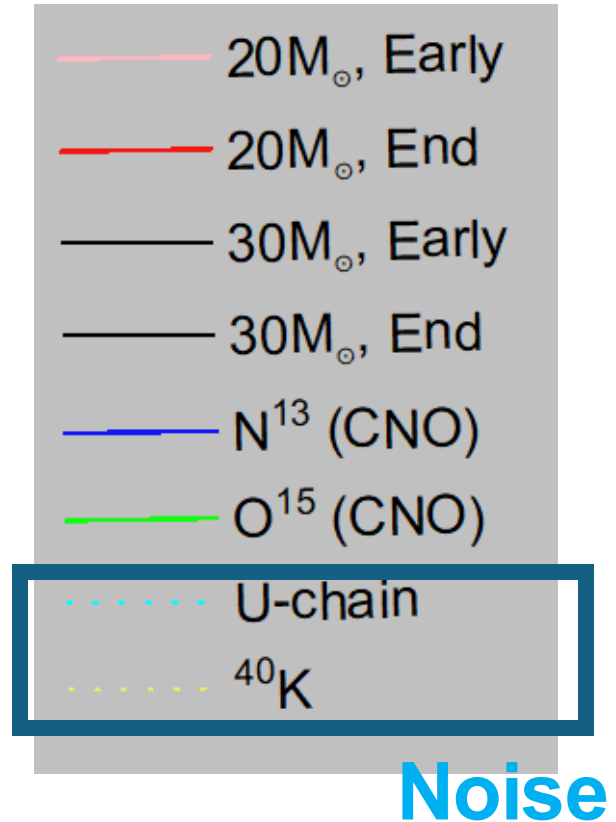 20M⊙, Early
20M⊙, End
30M⊙, Early
30M⊙, End
N¹³ (CNO)
O¹⁵ (CNO)
U-chain
⁴⁰K
Noise